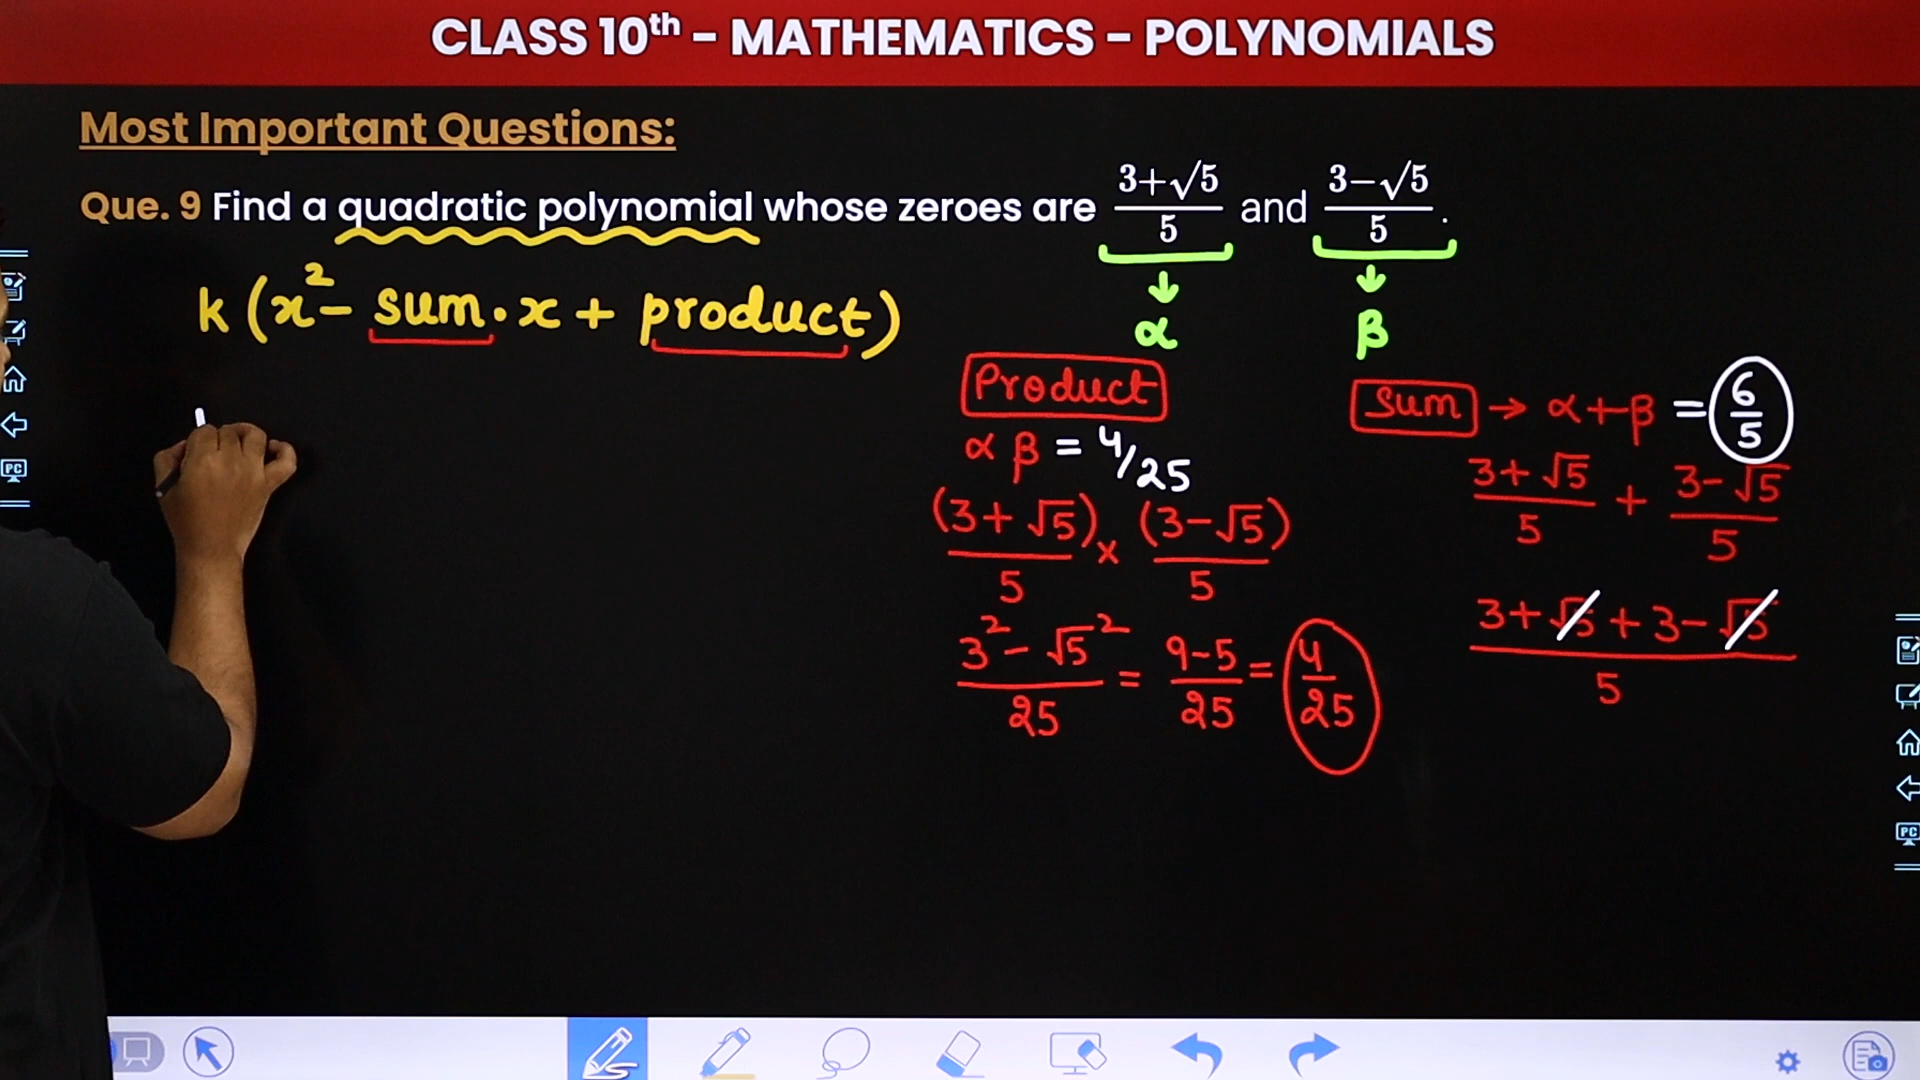 CLASS 10th - MATHEMATICS - POLYNOMIALS
Most Important Questions:
Que. 9 Find a quadratic polynomial whose zeroes are (3+√5)/5 and (3−√5)/5.
α β
k (x² - sum · x + product)
Product
α β = 4/25
(3 + √5)/5 x (3 - √5)/5
(3² - √5²)/25 = (9-5)/25 = 4/25
Sum → α + β = 6/5
(3 + √5)/5 + (3 - √5)/5
(3 + √5 + 3 - √5)/5
PC
PC